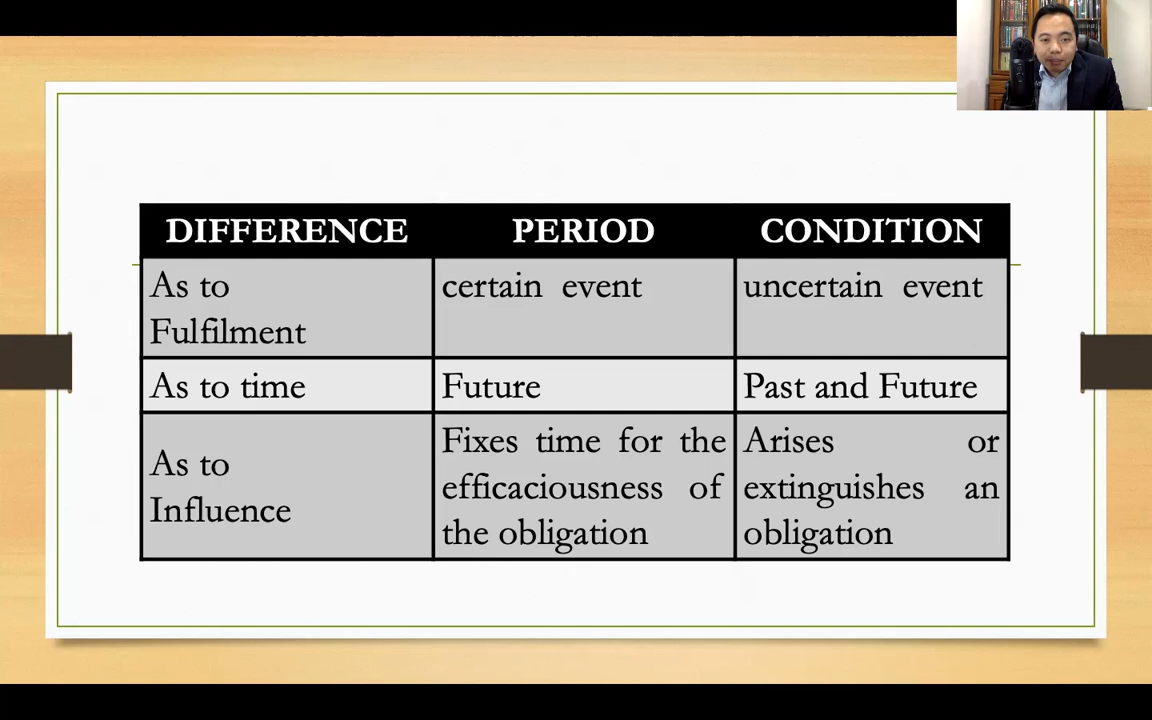 DIFFERENCE PERIOD CONDITION
As to
Fulfilment
certain event
uncertain event
As to time
Future
Past and Future
As to
Influence
Fixes time for the
efficaciousness of
the obligation
Arises or
extinguishes an
obligation